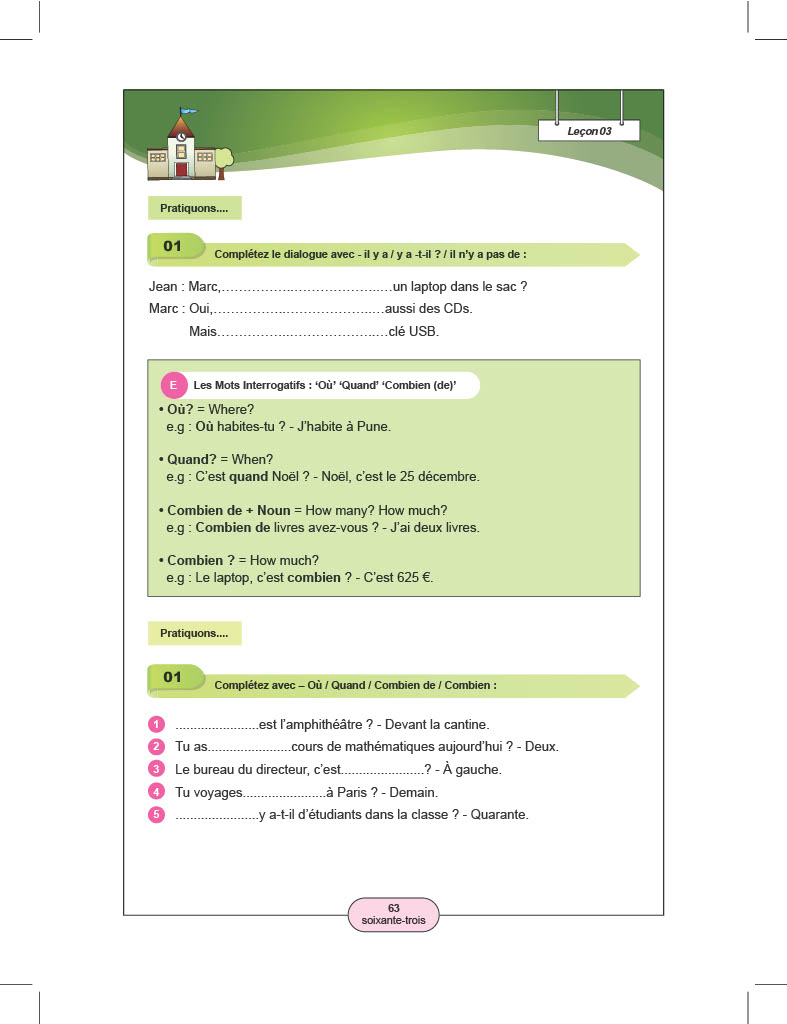 Leçon 03
Pratiquons....
01
Complétez le dialogue avec - il y a / y a -t-il ? / il n'y a pas de :
Jean : Marc,……………..…………………..…un laptop dans le sac ?
Marc : Oui,……………..…………………..…aussi des CDs.
Mais……………..…………………..…clé USB.
E Les Mots Interrogatifs : ‘Où’ ‘Quand’ ‘Combien (de)’
• Où? = Where?
e.g : Où habites-tu ? - J’habite à Pune.
• Quand? = When?
e.g : C’est quand Noël ? - Noël, c’est le 25 décembre.
• Combien de + Noun = How many? How much?
e.g : Combien de livres avez-vous ? - J’ai deux livres.
• Combien ? = How much?
e.g : Le laptop, c’est combien ? - C’est 625 €.
Pratiquons....
01
Complétez avec – Où / Quand / Combien de / Combien :
1 .......................est l’amphithéâtre ? - Devant la cantine.
2 Tu as.......................cours de mathématiques aujourd’hui ? - Deux.
3 Le bureau du directeur, c’est.......................? - À gauche.
4 Tu voyages.......................à Paris ? - Demain.
5 .......................y a-t-il d’étudiants dans la classe ? - Quarante.
63
soixante-trois